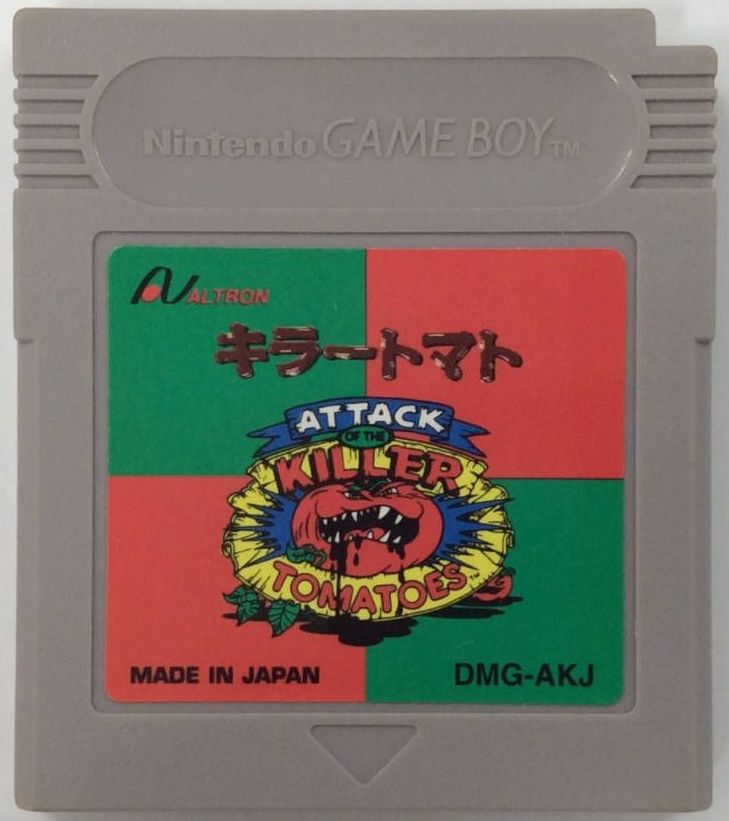 Nintendo GAME BOY™
ALTRON
キラートマト
ATTACK
OF THE
KILLER
TOMATOES™
MADE IN JAPAN
DMG-AKJ